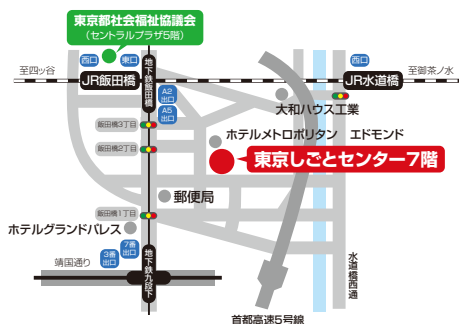 東京都社会福祉協議会
（セントラルプラザ5階）
西口
東口
西口
至四ッ谷
至御茶ノ水
JR飯田橋
地下鉄飯田橋
JR水道橋
A2
出口
A5
出口
大和ハウス工業
飯田橋3丁目
ホテルメトロポリタン　エドモンド
飯田橋2丁目
東京しごとセンター7階
郵便局
飯田橋1丁目
ホテルグランドパレス
7番
出口
3番
出口
靖国通り
地下鉄九段下
水道橋西通
首都高速5号線